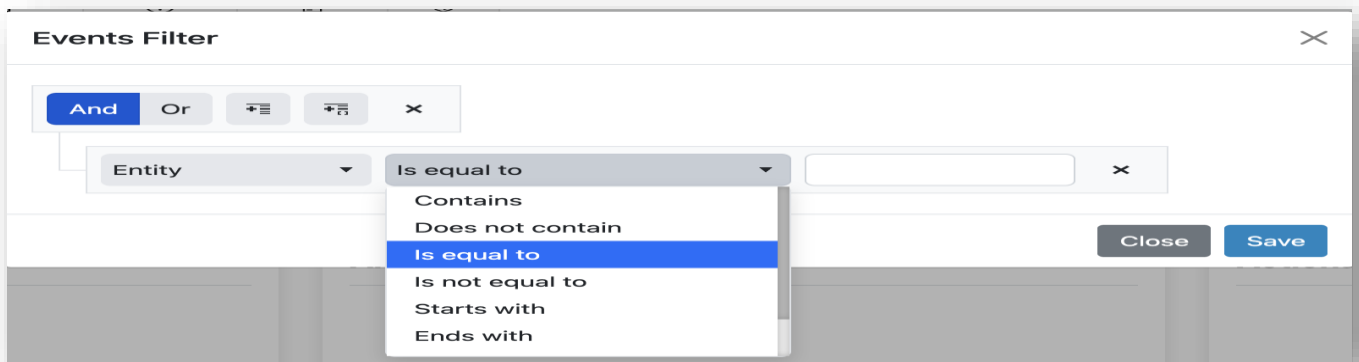 Events Filter
And Or
Entity Is equal to
Contains
Does not contain
Is equal to
Is not equal to
Starts with
Ends with
Close Save